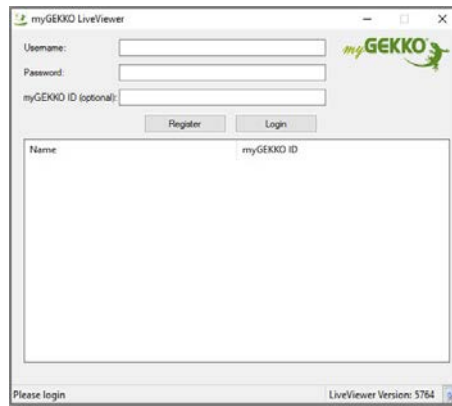 myGEKKO LiveViewer
Username:
myGEKKO
Password:
myGEKKO ID (optional):
Register Login
Name myGEKKO ID
Please login LiveViewer Version: 5764